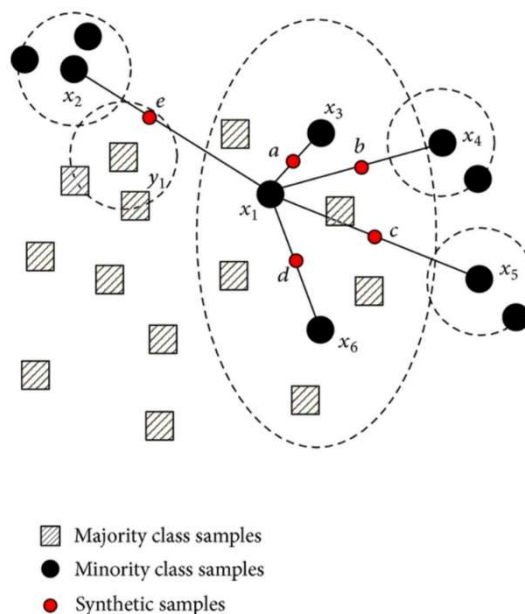 x2
e
x3
a
b
x4
y1
x1
c
d
x5
x6
Majority class samples
Minority class samples
Synthetic samples